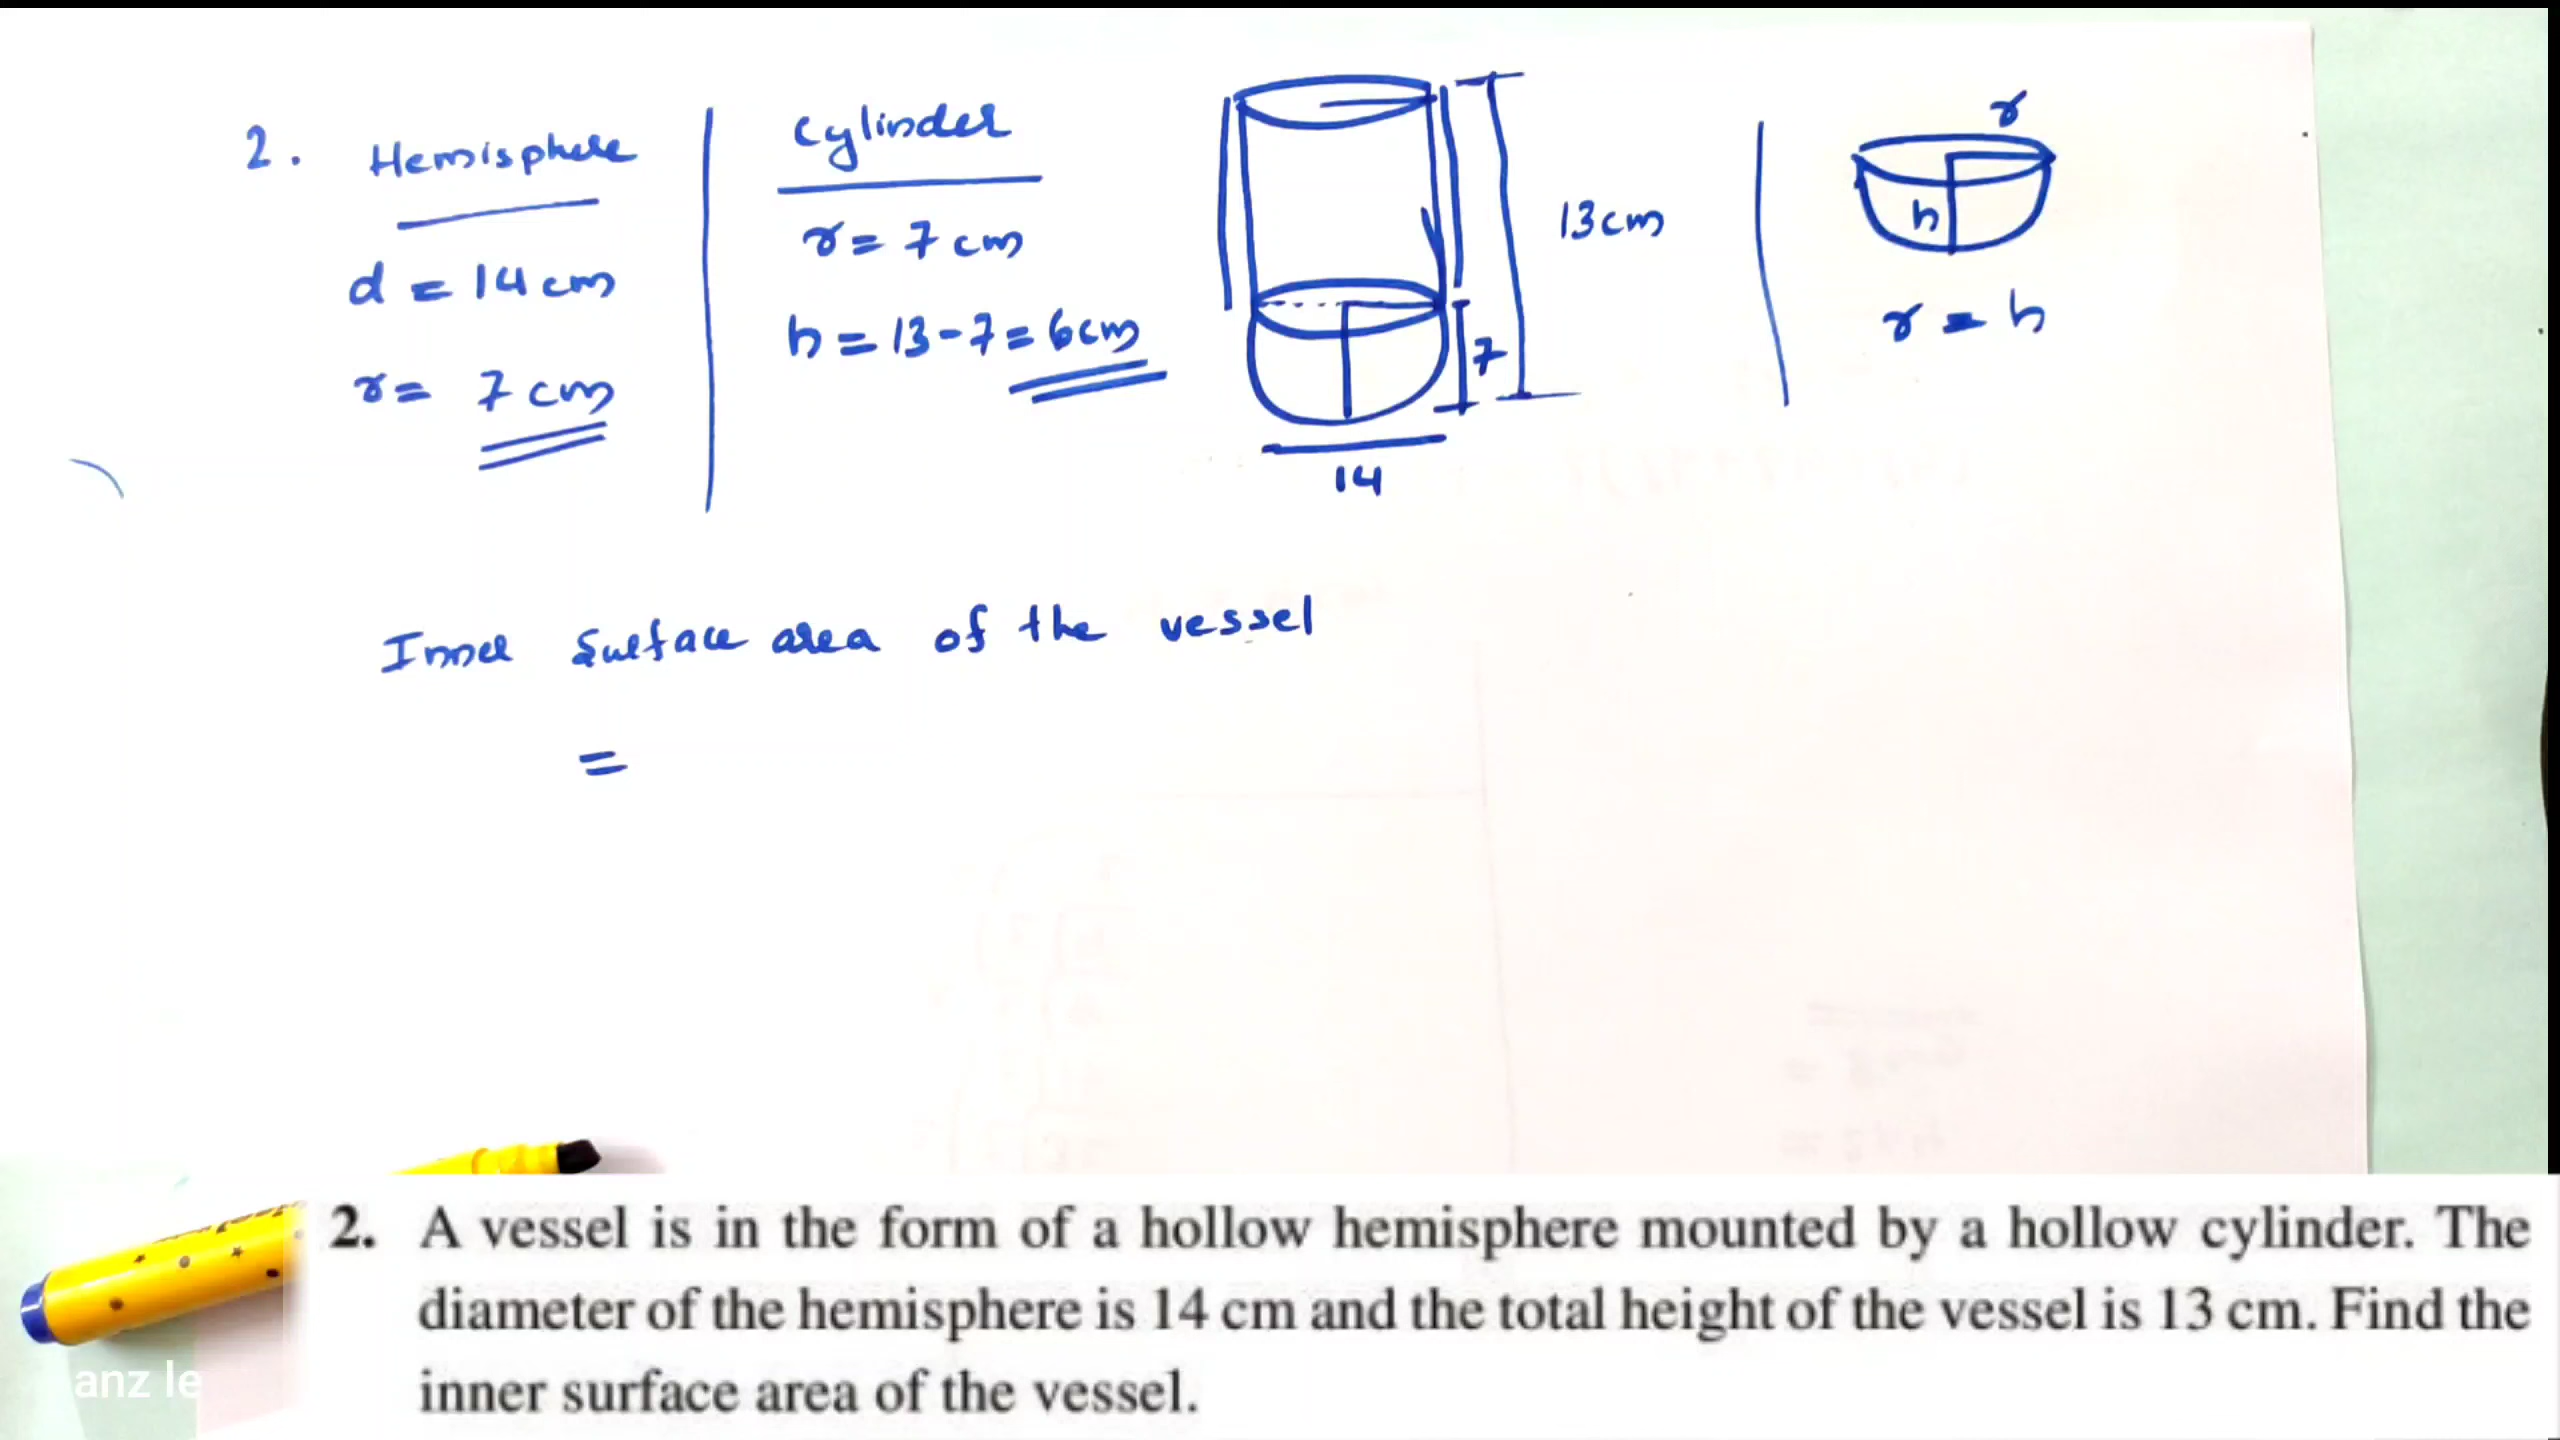 2. Hemisphere
d = 14 cm
r = 7 cm
Cylinder
r = 7 cm
h = 13 - 7 = 6 cm
13 cm
7
14
r
h
r = h
Inner Surface area of the vessel
=
2. A vessel is in the form of a hollow hemisphere mounted by a hollow cylinder. The
diameter of the hemisphere is 14 cm and the total height of the vessel is 13 cm. Find the
inner surface area of the vessel.
anz le